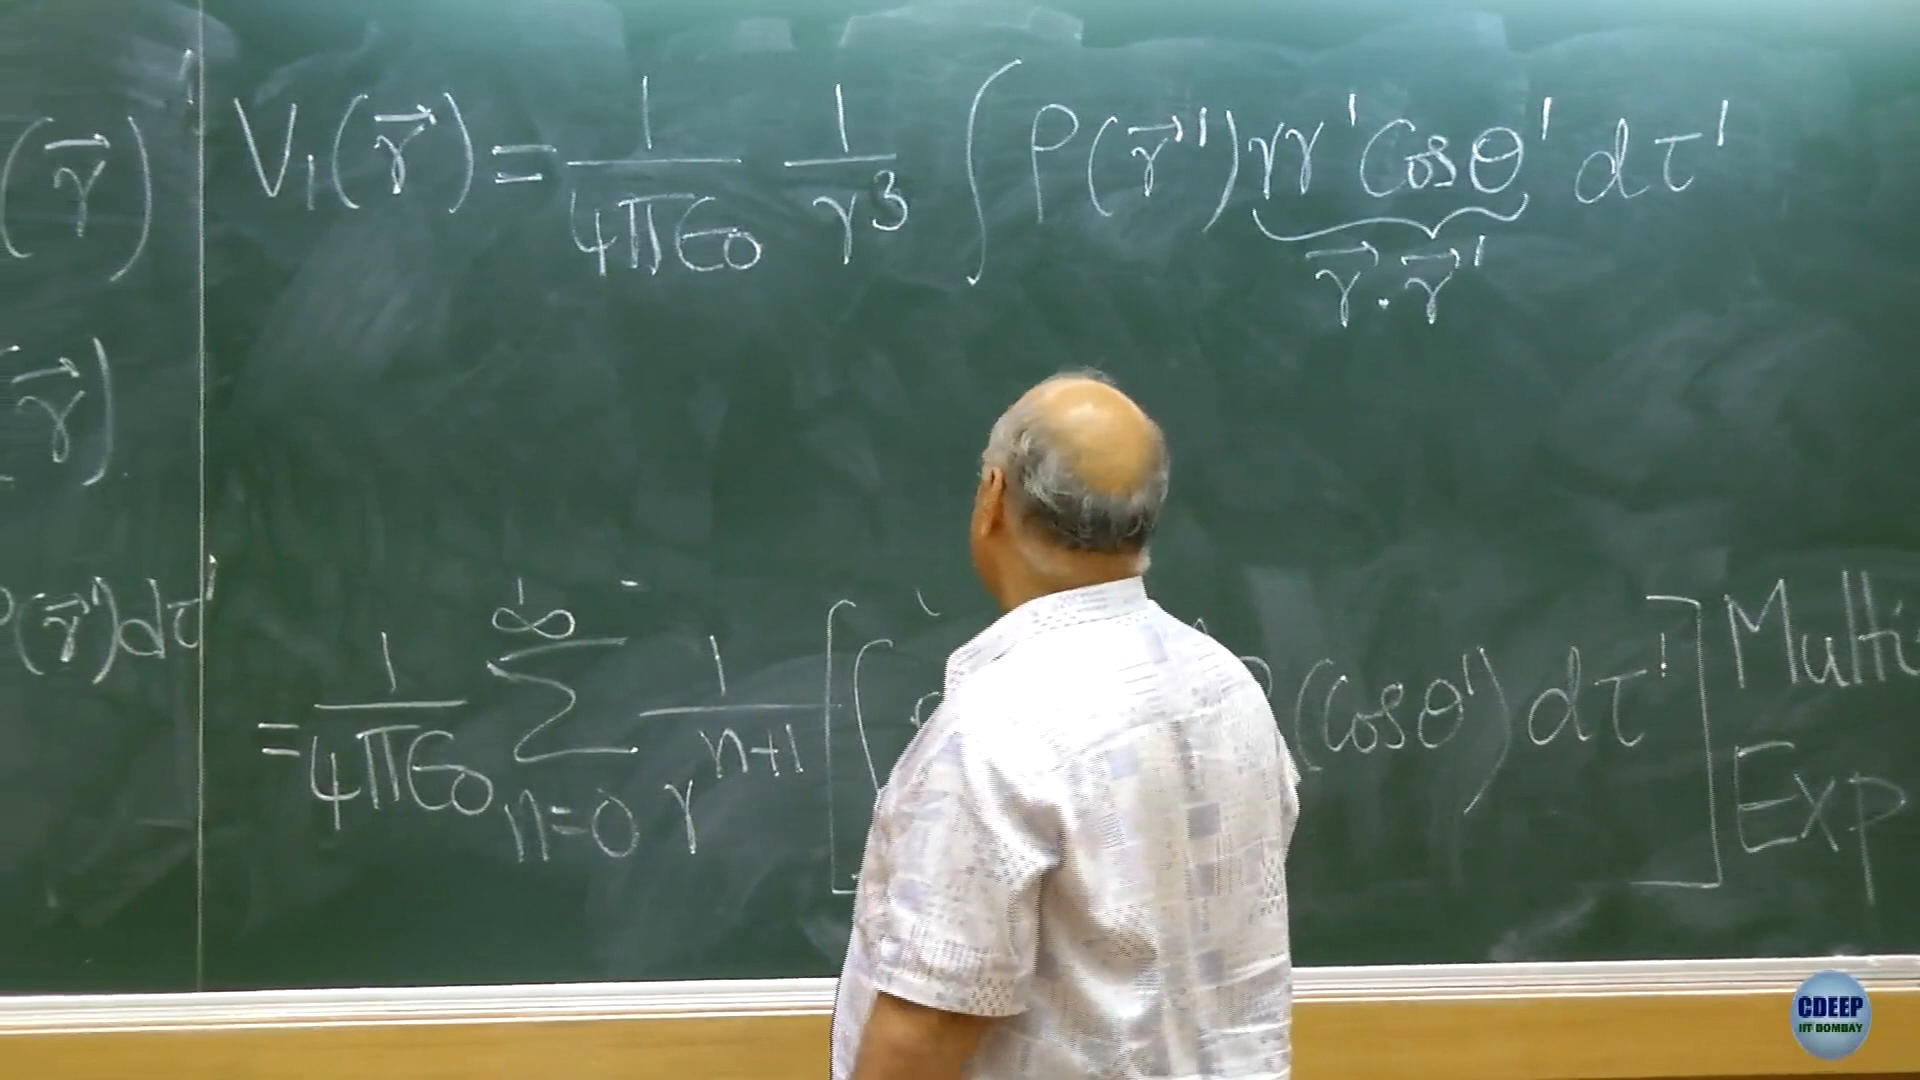 (r⃗) V₁(r⃗) = 1/4πϵ₀ 1/r³ ∫ ρ(r⃗') r r' Cosθ' dτ'
r⃗ . r⃗'
r⃗)
ρ(r⃗')dτ'
= 1/4πϵ₀ ∞ Σ n=0 1/rⁿ⁺¹ [∫ (Cosθ') dτ'] Multi
Exp
CDEEP
IIT BOMBAY